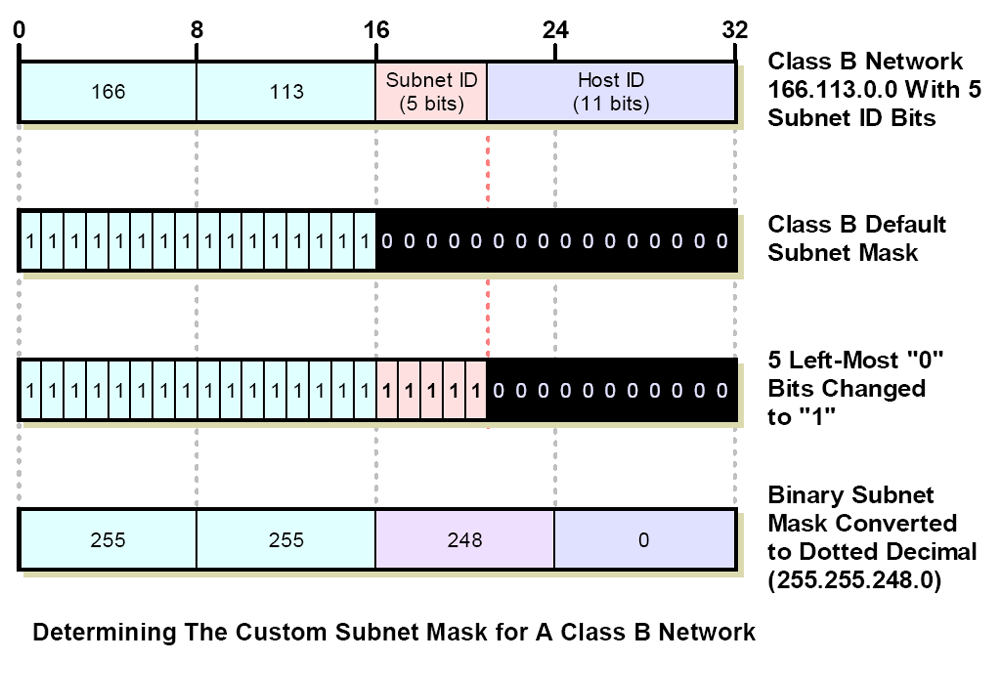 0 8 16 24 32
166 113 Subnet ID (5 bits) Host ID (11 bits)
Class B Network
166.113.0.0 With 5
Subnet ID Bits
1 1 1 1 1 1 1 1 1 1 1 1 1 1 1 1 0 0 0 0 0 0 0 0 0 0 0 0 0 0 0 0
Class B Default
Subnet Mask
1 1 1 1 1 1 1 1 1 1 1 1 1 1 1 1 1 1 1 1 1 0 0 0 0 0 0 0 0 0 0 0
5 Left-Most "0"
Bits Changed
to "1"
255 255 248 0
Binary Subnet
Mask Converted
to Dotted Decimal
(255.255.248.0)
Determining The Custom Subnet Mask for A Class B Network